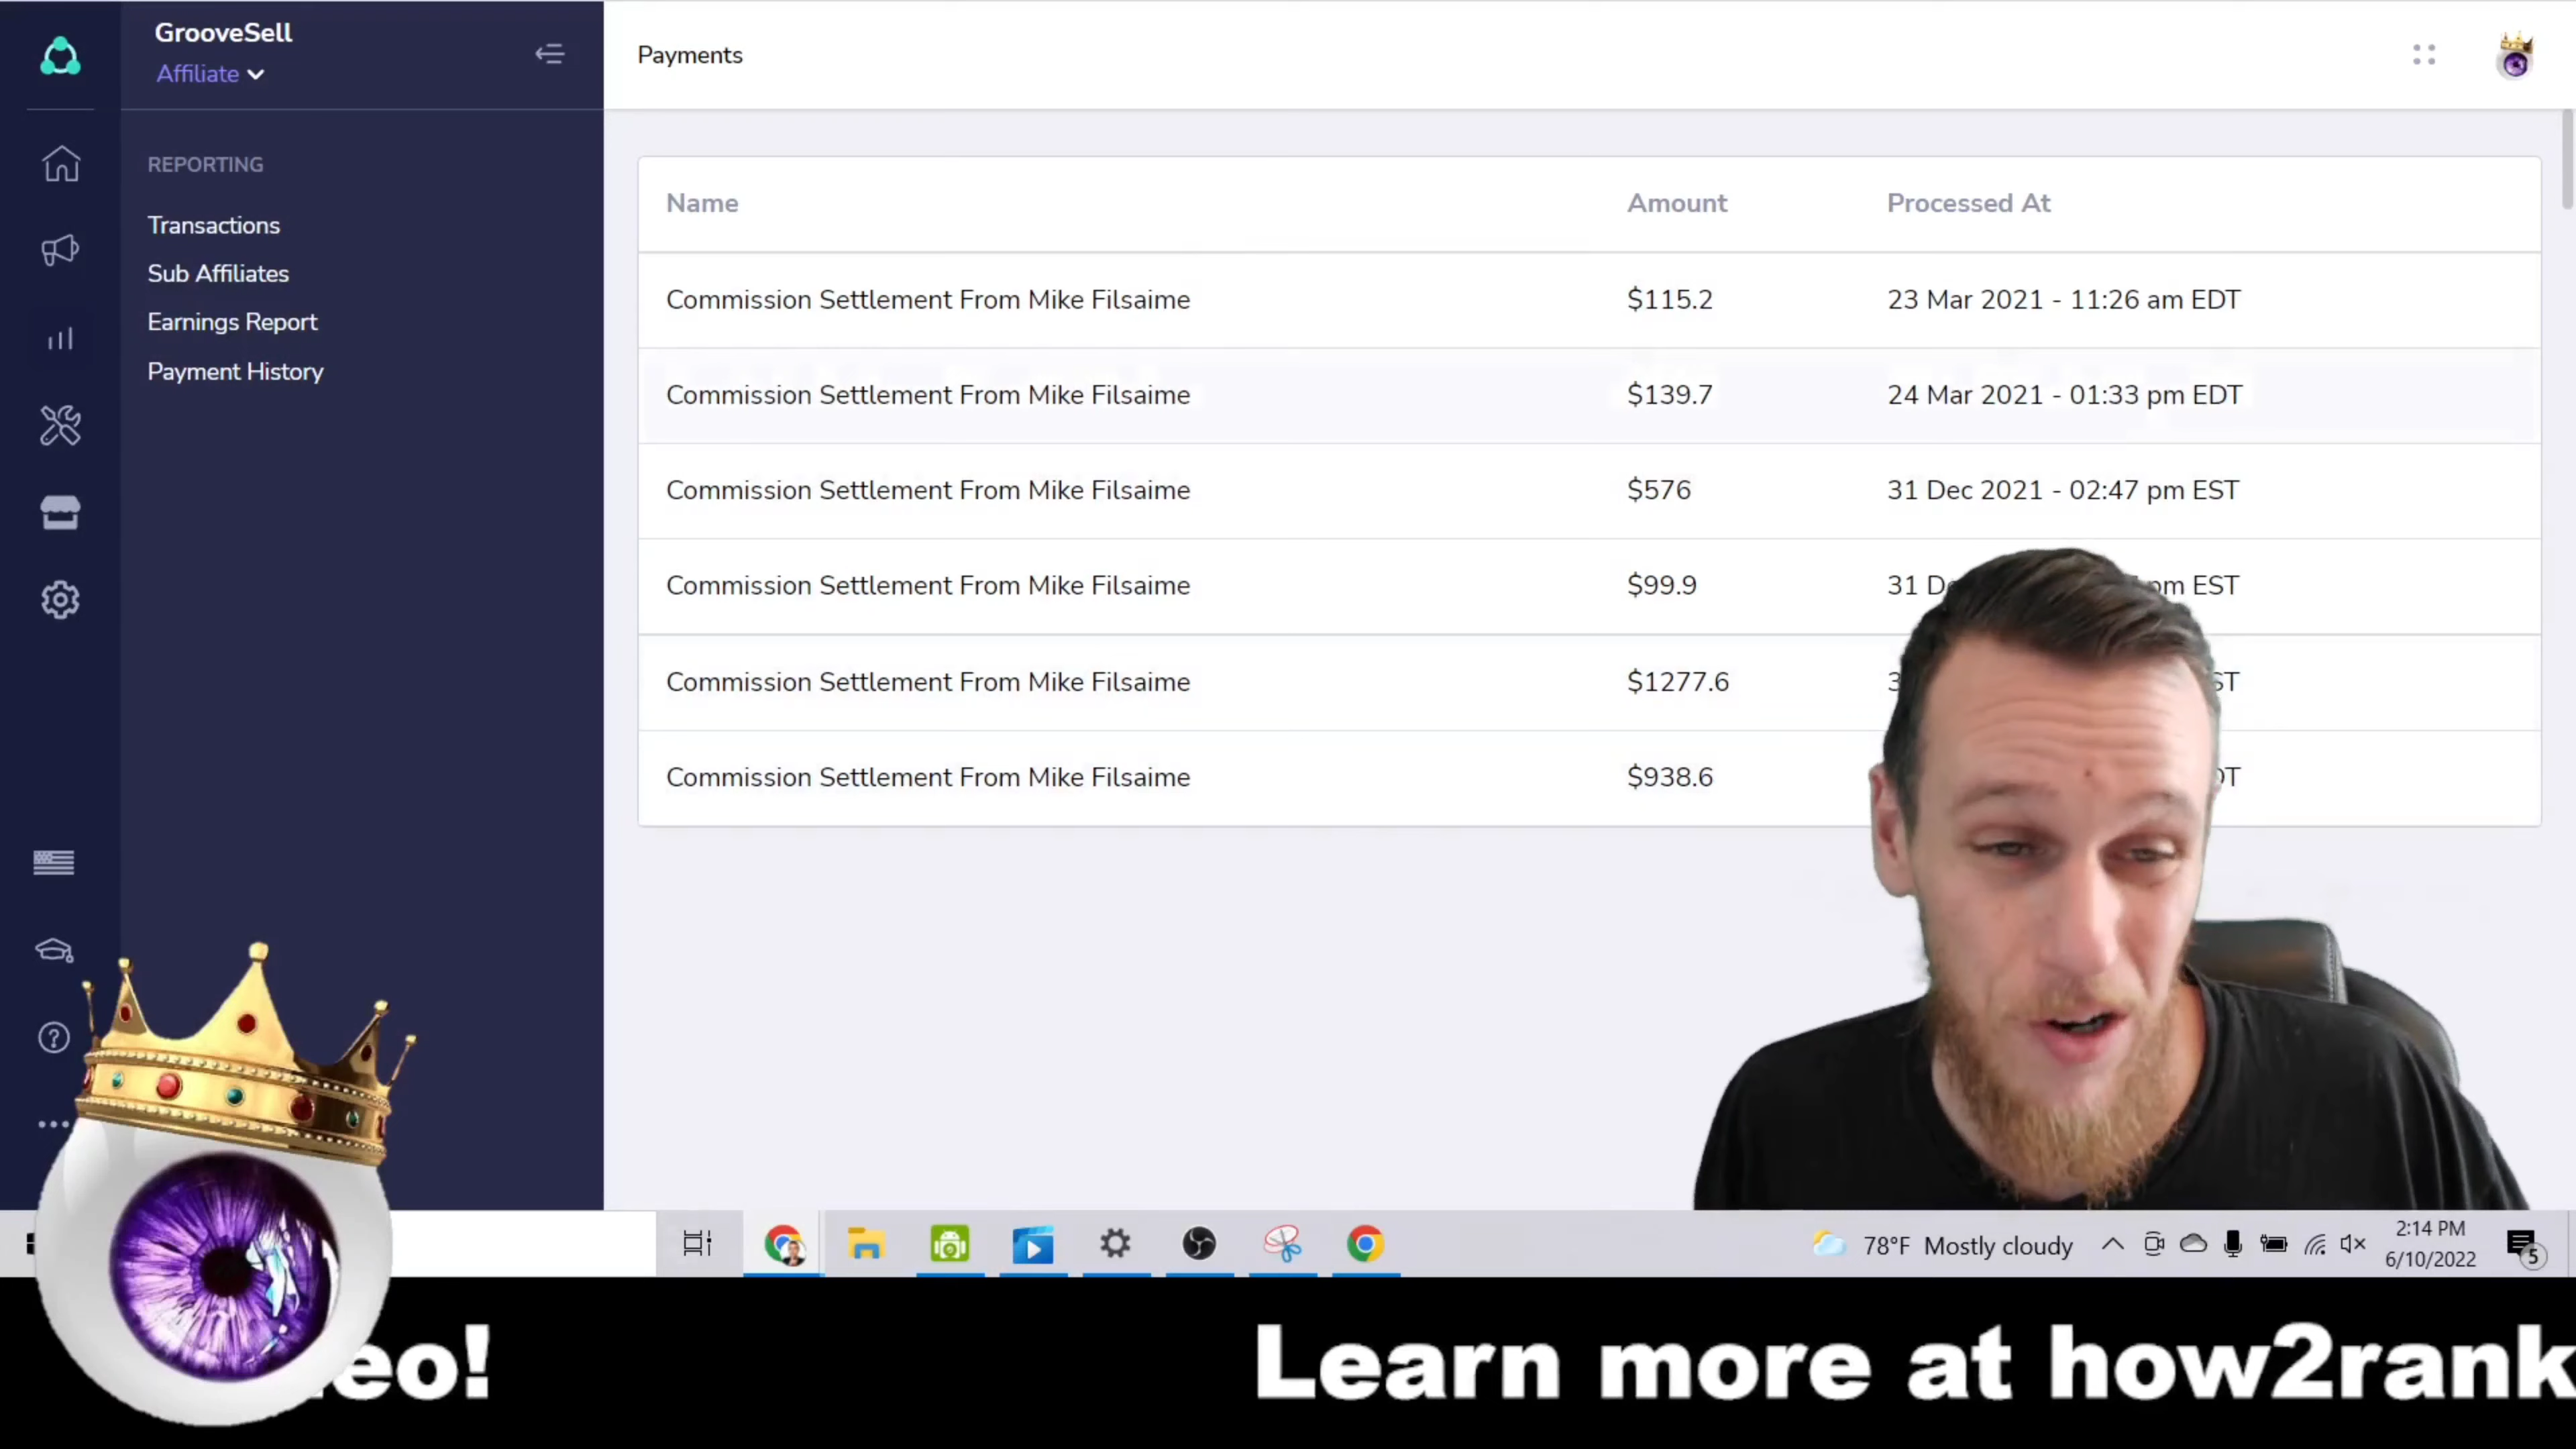 GrooveSell
Affiliate
Payments
REPORTING
Transactions
Sub Affiliates
Earnings Report
Payment History
Name Amount Processed At
Commission Settlement From Mike Filsaime $115.2 23 Mar 2021 - 11:26 am EDT
Commission Settlement From Mike Filsaime $139.7 24 Mar 2021 - 01:33 pm EDT
Commission Settlement From Mike Filsaime $576 31 Dec 2021 - 02:47 pm EST
Commission Settlement From Mike Filsaime $99.9 31 pm EST
Commission Settlement From Mike Filsaime $1277.6
Commission Settlement From Mike Filsaime $938.6
78°F Mostly cloudy
2:14 PM
6/10/2022
5
Learn more at how2rank